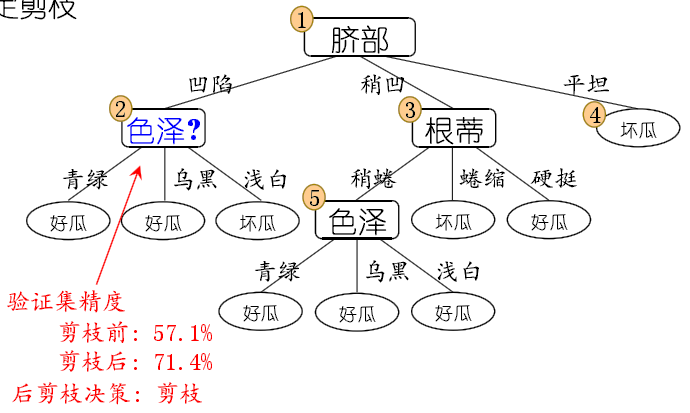 定剪枝
① 脐部
凹陷 稍凹 平坦
② 色泽? ③ 根蒂 ④ 坏瓜
青绿 乌黑 浅白 稍蜷 蜷缩 硬挺
好瓜 好瓜 坏瓜 ⑤ 色泽 坏瓜 好瓜
青绿 乌黑 浅白
好瓜 好瓜 好瓜
验证集精度
剪枝前: 57.1%
剪枝后: 71.4%
后剪枝决策: 剪枝